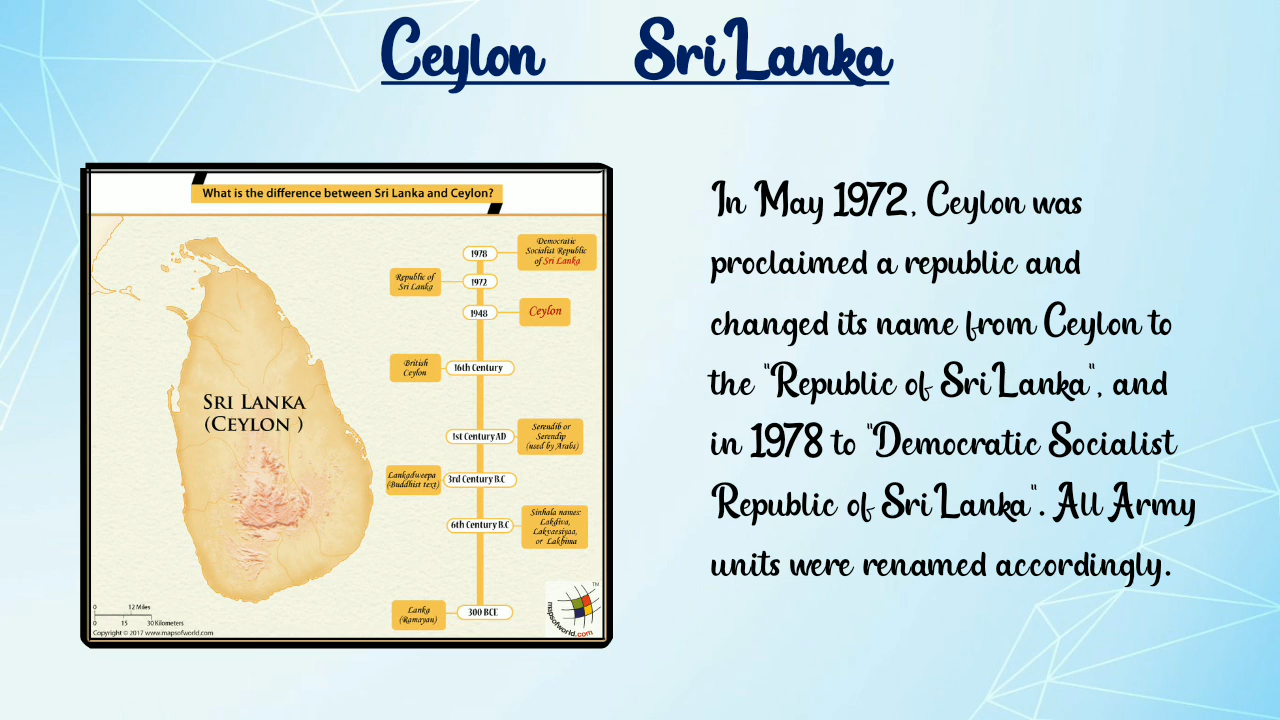 Ceylon Sri Lanka
What is the difference between Sri Lanka and Ceylon?
SRI LANKA
(CEYLON )
1978
Democratic
Socialist Republic
of Sri Lanka
Republic of
Sri Lanka
1972
1948
Ceylon
British
Ceylon
16th Century
1st Century AD
Serendib or
Serendip
(used by Arabs)
Lankadweepa
(Buddhist text)
3rd Century B.C
6th Century B.C
Sinhala names:
Lakdiva,
Lakvaesiyaa,
or Lakbima
Lanka
(Ramayan)
300 BCE
0 12 Miles
0 15 30 Kilometers
Copyright © 2017 www.mapsofworld.com
mapsofworld.com
TM
In May 1972, Ceylon was
proclaimed a republic and
changed its name from Ceylon to
the "Republic of Sri Lanka", and
in 1978 to "Democratic Socialist
Republic of Sri Lanka". All Army
units were renamed accordingly.